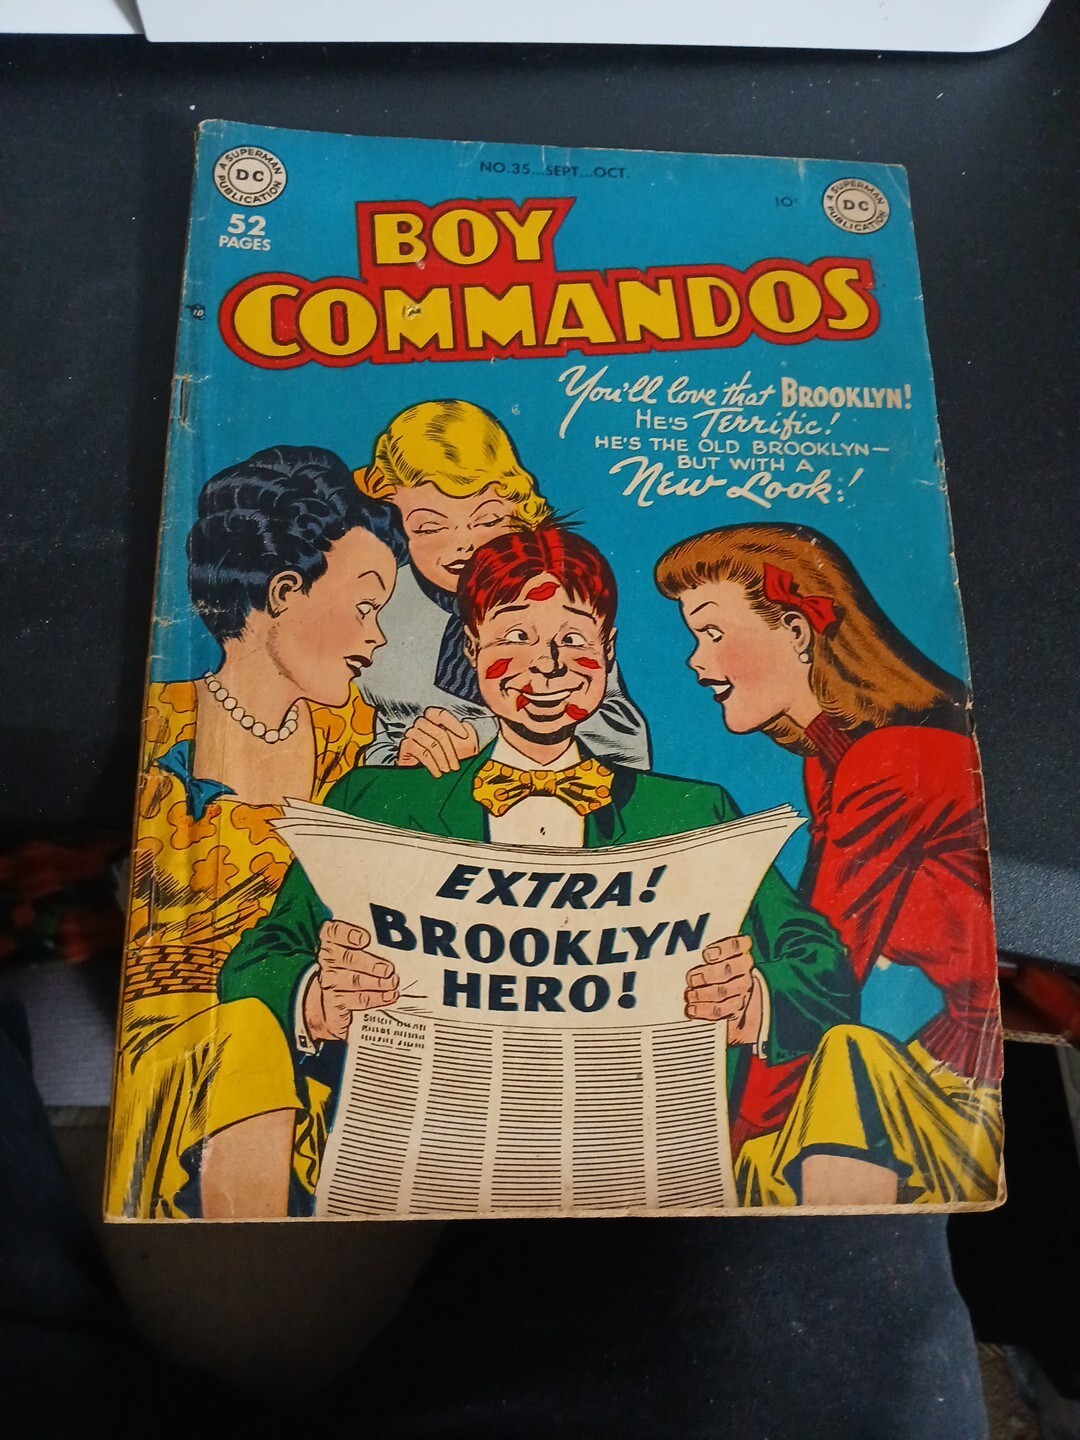 NO. 35...SEPT...OCT.
A SUPERMAN
DC
PUBLICATION
52
PAGES
10¢
A SUPERMAN
DC
PUBLICATION
BOY
COMMANDOS
You'll love that BROOKLYN!
HE'S Terrific!
HE'S THE OLD BROOKLYN—
BUT WITH A
New Look!
EXTRA!
BROOKLYN
HERO!